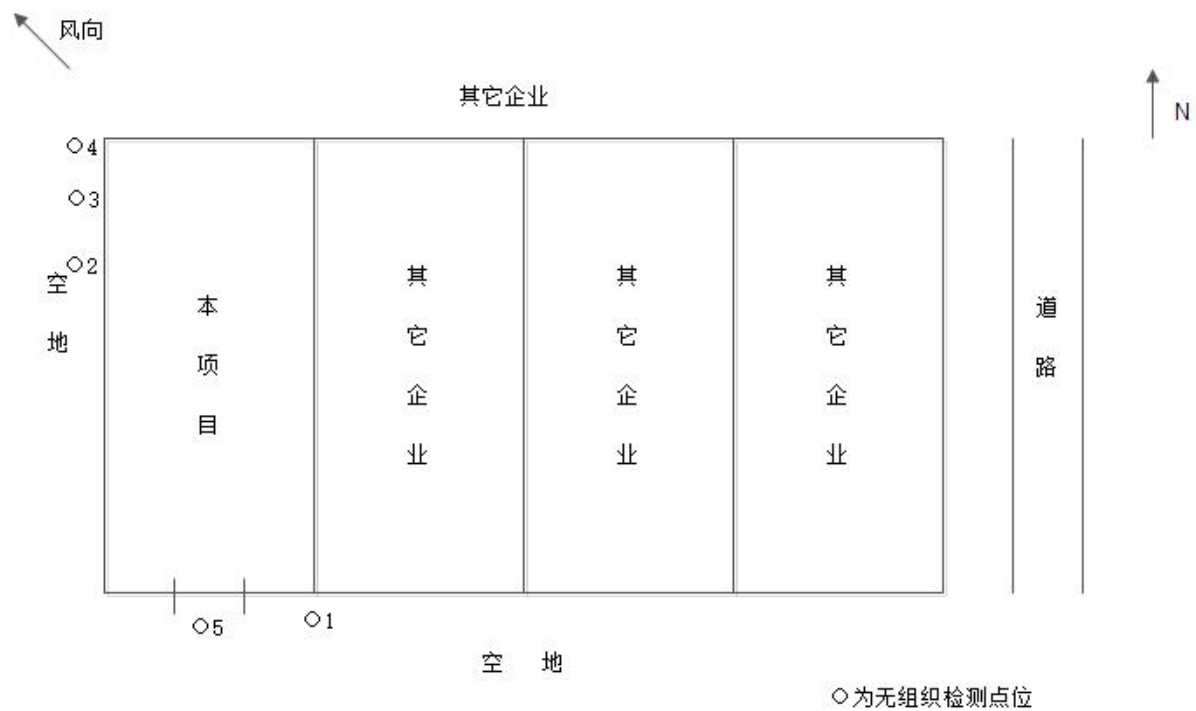 风向
其它企业
N
○4
○3
○2
空地
本项目
其它企业
其它企业
其它企业
道路
○5
○1
空 地
○为无组织检测点位